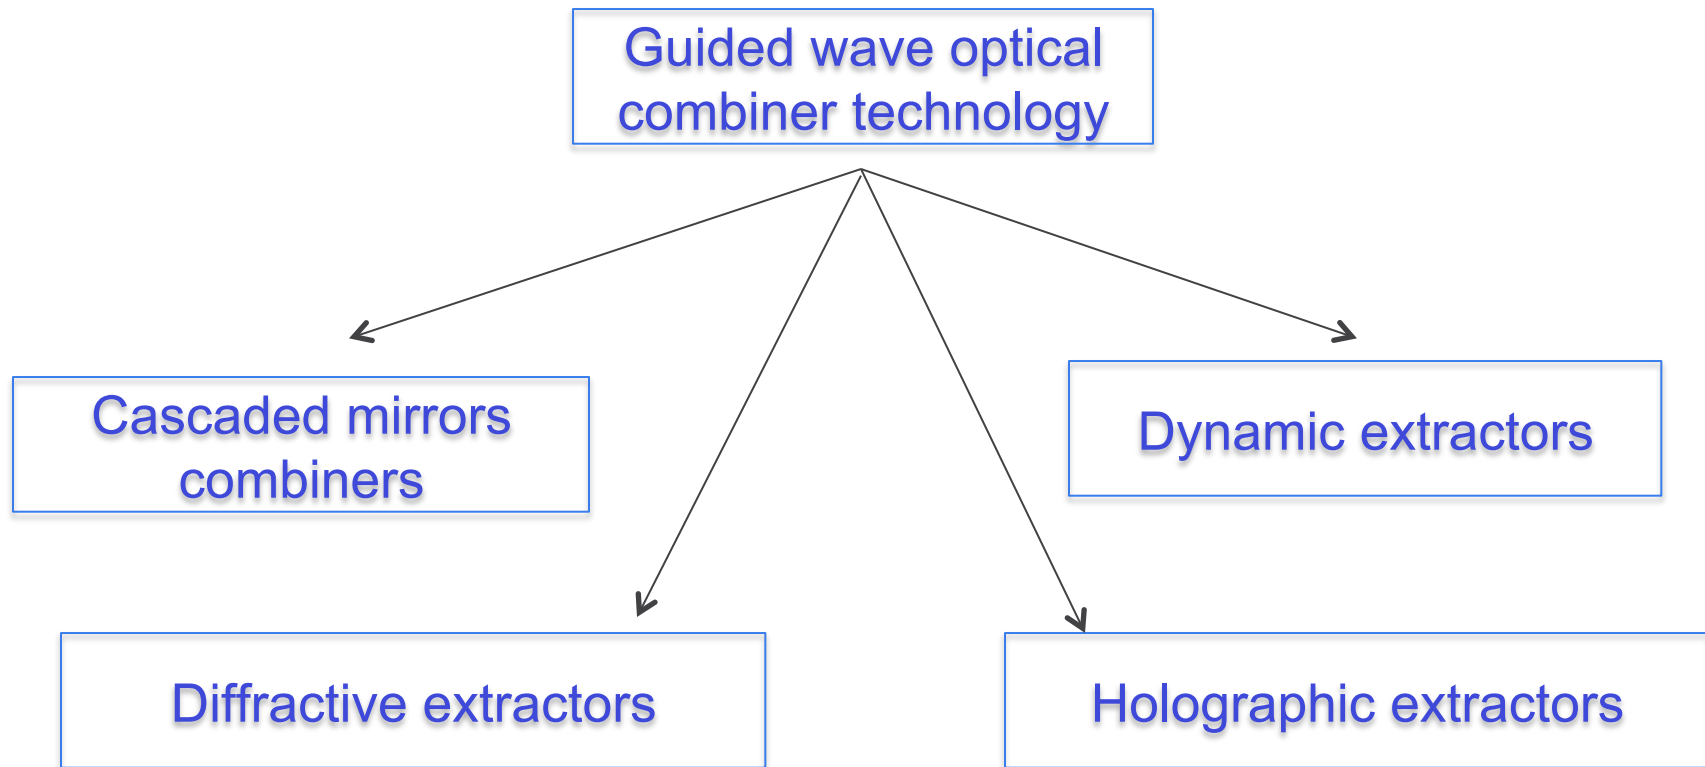 Guided wave optical
combiner technology
Cascaded mirrors
combiners
Dynamic extractors
Diffractive extractors
Holographic extractors